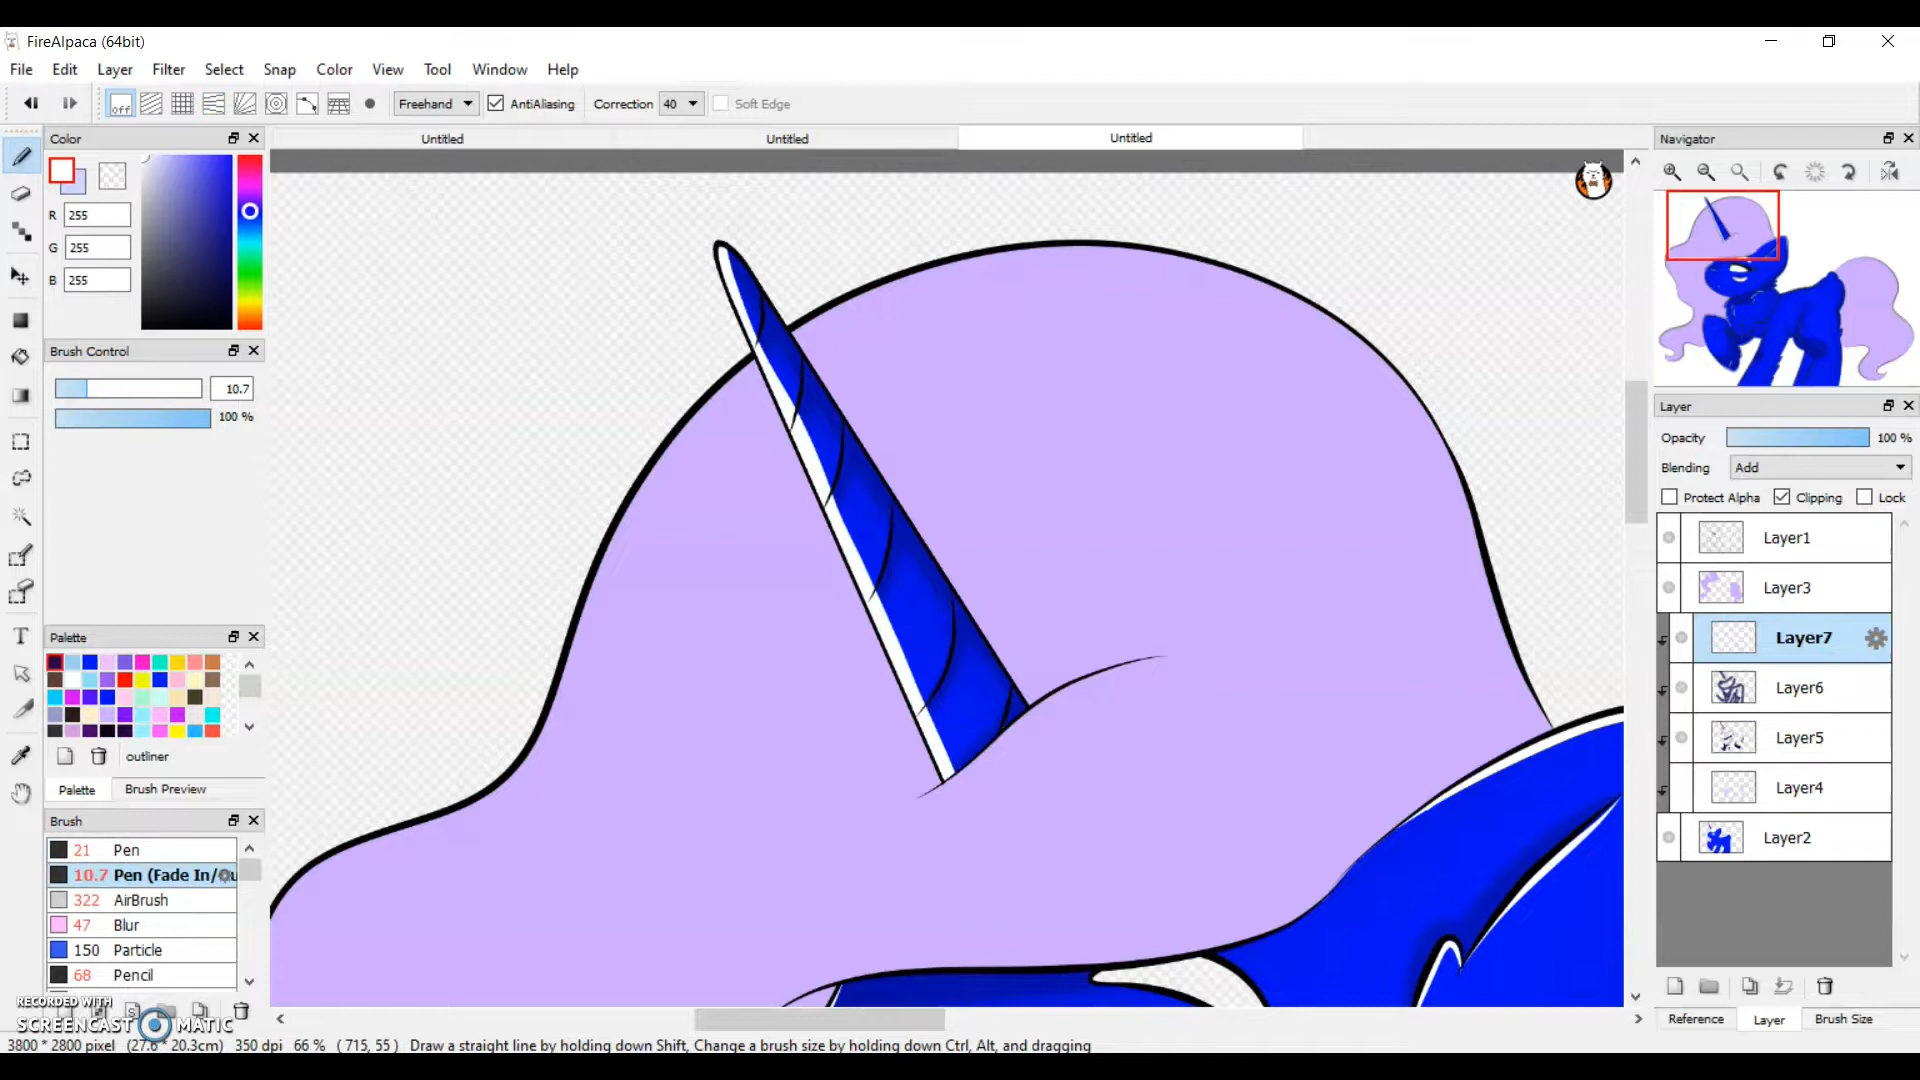 FireAlpaca (64bit)
File Edit Layer Filter Select Snap Color View Tool Window Help
off Freehand AntiAliasing Correction 40 Soft Edge
Color
Untitled Untitled Untitled
Navigator
R 255
G 255
B 255
Brush Control
10.7
100 %
Layer
Opacity 100 %
Blending Add
Protect Alpha Clipping Lock
Layer1
Layer3
Layer7
Layer6
Layer5
Layer4
Layer2
Palette
outliner
Palette Brush Preview
Brush
21 Pen
10.7 Pen (Fade In/
322 AirBrush
47 Blur
150 Particle
68 Pencil
RECORDED WITH
SCREENCAST MATIC
Reference Layer Brush Size
3800 * 2800 pixel (27.6 * 20.3cm) 350 dpi 66 % ( 715, 55 ) Draw a straight line by holding down Shift, Change a brush size by holding down Ctrl, Alt, and dragging